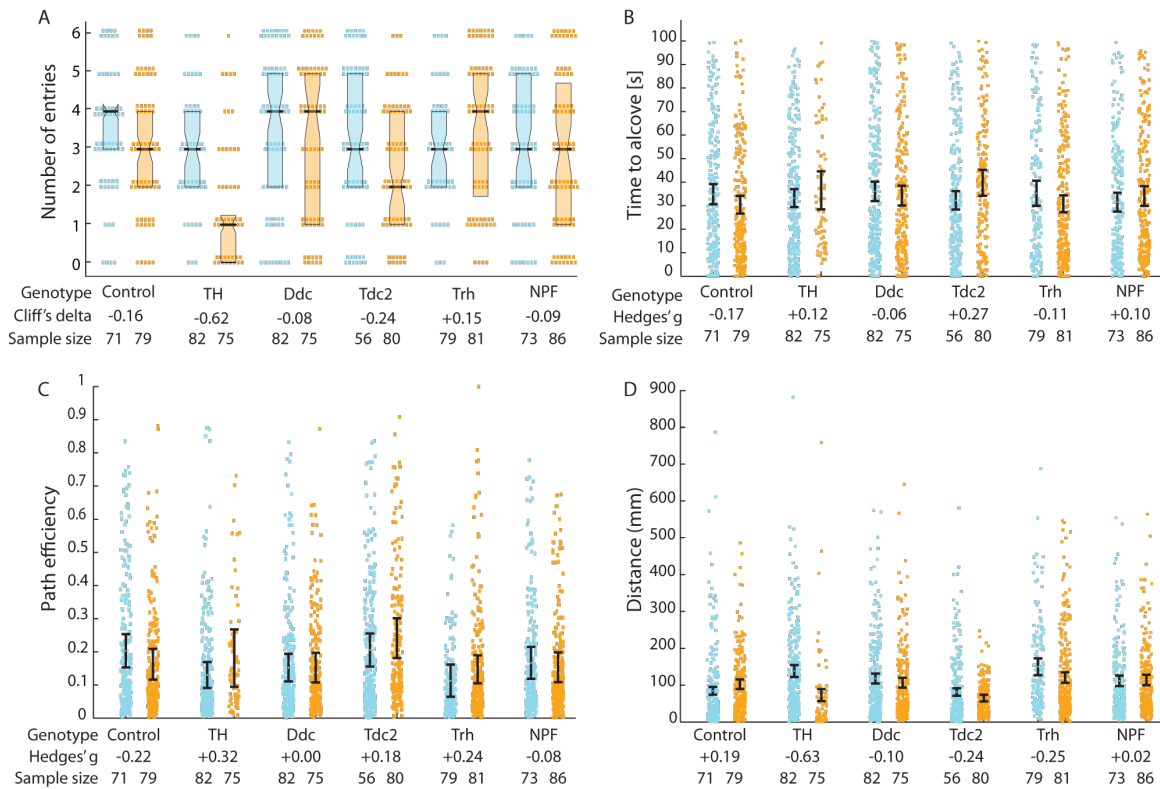 A
Number of entries
6
5
4
3
2
1
0
Genotype Control TH Ddc Tdc2 Trh NPF
Cliff's delta -0.16 -0.62 -0.08 -0.24 +0.15 -0.09
Sample size 71 79 82 75 82 75 56 80 79 81 73 86
B
Time to alcove [s]
100
90
80
70
60
50
40
30
20
10
0
Genotype Control TH Ddc Tdc2 Trh NPF
Hedges' g -0.17 +0.12 -0.06 +0.27 -0.11 +0.10
Sample size 71 79 82 75 82 75 56 80 79 81 73 86
C
Path efficiency
1
0.9
0.8
0.7
0.6
0.5
0.4
0.3
0.2
0.1
0
Genotype Control TH Ddc Tdc2 Trh NPF
Hedges' g -0.22 +0.32 +0.00 +0.18 +0.24 -0.08
Sample size 71 79 82 75 82 75 56 80 79 81 73 86
D
Distance (mm)
900
800
700
600
500
400
300
200
100
0
Genotype Control TH Ddc Tdc2 Trh NPF
Hedges' g +0.19 -0.63 -0.10 -0.24 -0.25 +0.02
Sample size 71 79 82 75 82 75 56 80 79 81 73 86